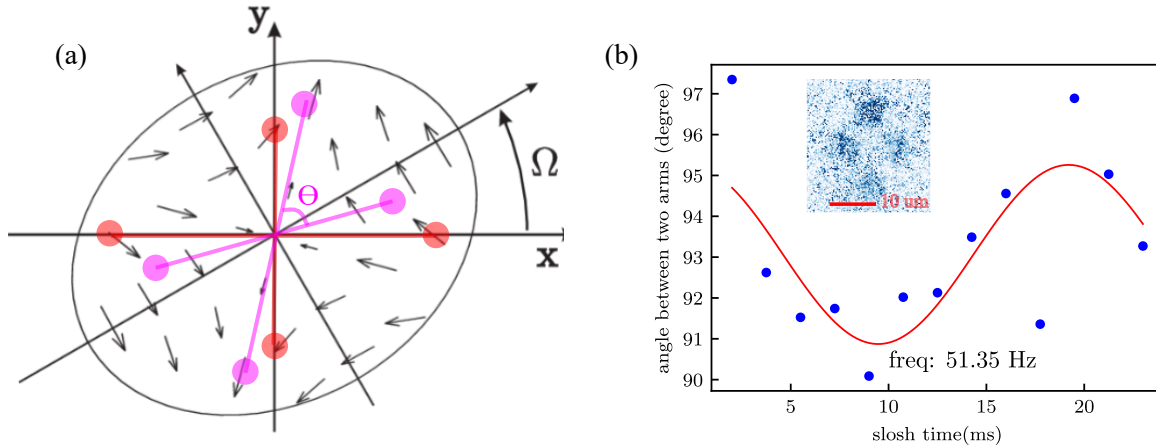 (a)
y
Ω
Θ
x
(b)
angle between two arms (degree)
97
96
95
94
93
92
91
90
10 um
freq: 51.35 Hz
5
10
15
20
slosh time(ms)